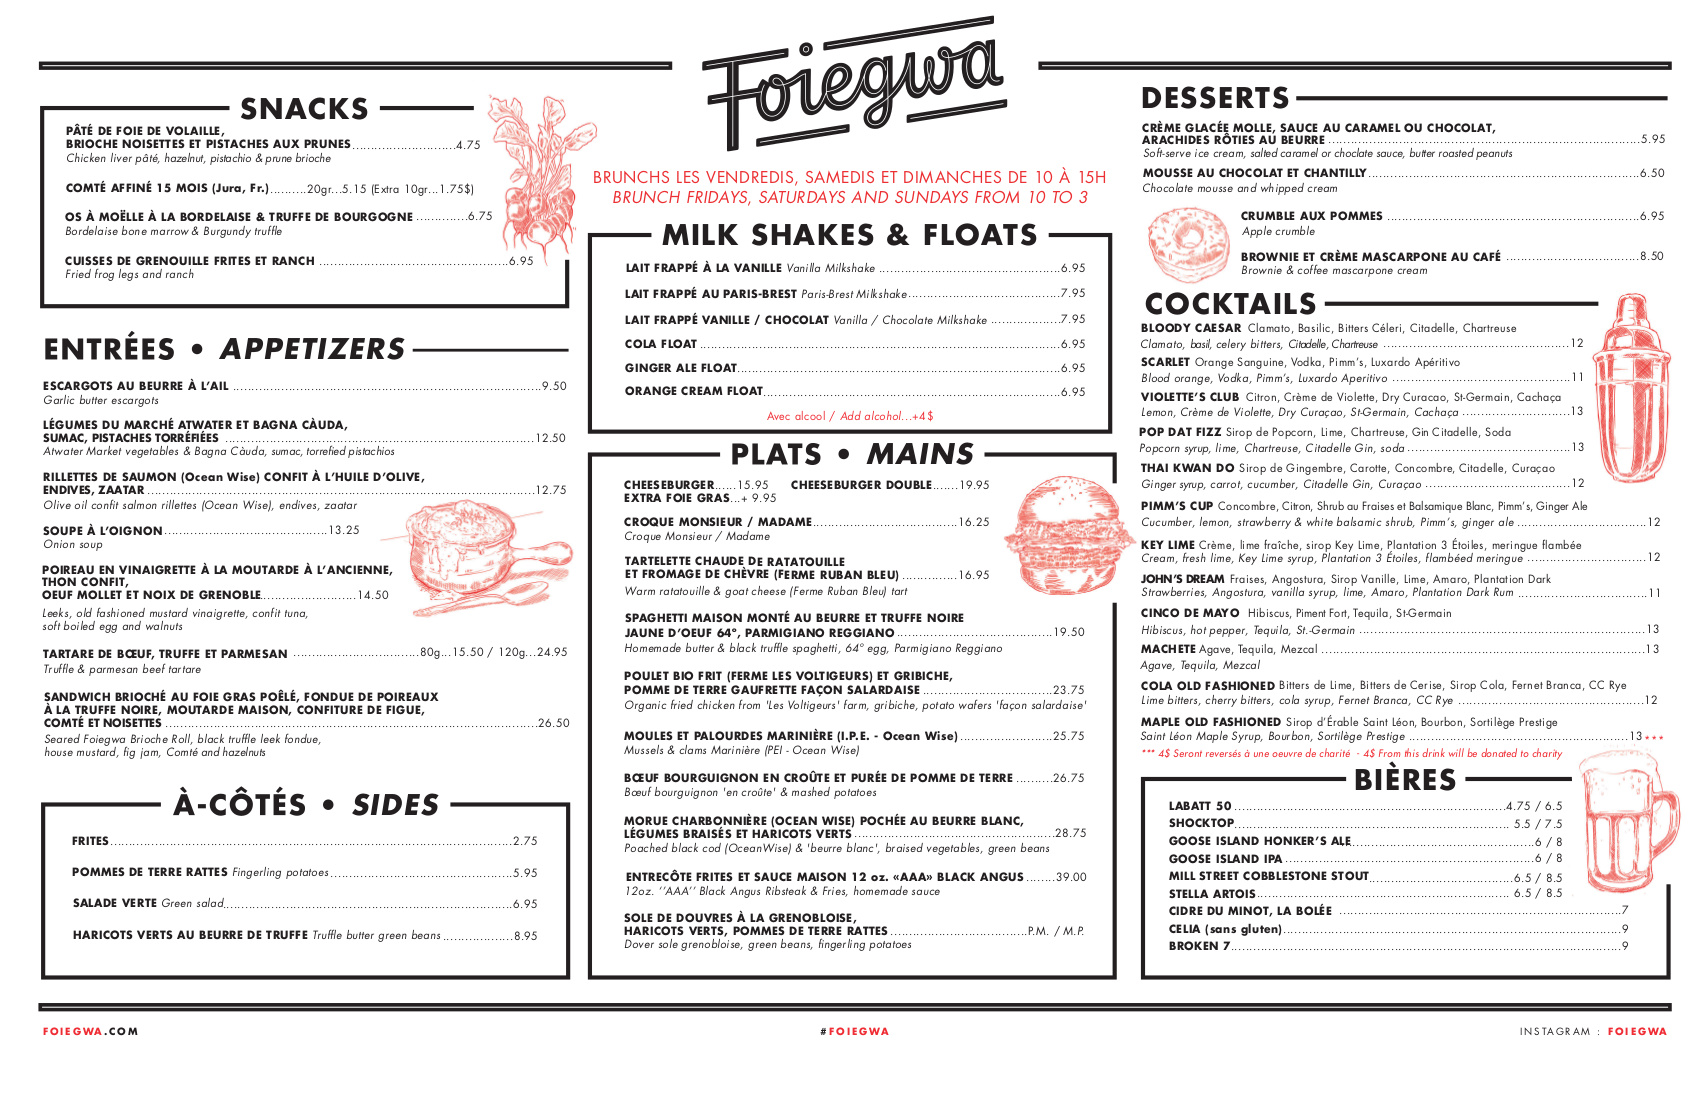 Foiegwa
SNACKS
PÂTÉ DE FOIE DE VOLAILLE,
BRIOCHE NOISETTES ET PISTACHES AUX PRUNES............................4.75
Chicken liver pâté, hazelnut, pistachio & prune brioche
COMTÉ AFFINÉ 15 MOIS (Jura, Fr.)..........20gr...5.15 (Extra 10gr...1.75$)
OS À MOËLLE À LA BORDELAISE & TRUFFE DE BOURGOGNE ..............6.75
Bordelaise bone marrow & Burgundy truffle
CUISSES DE GRENOUILLE FRITES ET RANCH ....................................................6.95
Fried frog legs and ranch
ENTRÉES • APPETIZERS
ESCARGOTS AU BEURRE À L'AIL ....................................................................................9.50
Garlic butter escargots
LÉGUMES DU MARCHÉ ATWATER ET BAGNA CÀUDA,
SUMAC, PISTACHES TORRÉFIÉES ....................................................................................12.50
Atwater Market vegetables & Bagna Càuda, sumac, torrefied pistachios
RILLETTES DE SAUMON (Ocean Wise) CONFIT À L'HUILE D'OLIVE,
ENDIVES, ZAATAR ..........................................................................................................12.75
Olive oil confit salmon rillettes (Ocean Wise), endives, zaatar
SOUPE À L'OIGNON............................................13.25
Onion soup
POIREAU EN VINAIGRETTE À LA MOUTARDE À L'ANCIENNE,
THON CONFIT,
OEUF MOLLET ET NOIX DE GRENOBLE..........................14.50
Leeks, old fashioned mustard vinaigrette, confit tuna,
soft boiled egg and walnuts
TARTARE DE BŒUF, TRUFFE ET PARMESAN ..................................80g...15.50 / 120g...24.95
Truffle & parmesan beef tartare
SANDWICH BRIOCHÉ AU FOIE GRAS POÊLÉ, FONDUE DE POIREAUX
À LA TRUFFE NOIRE, MOUTARDE MAISON, CONFITURE DE FIGUE,
COMTÉ ET NOISETTES ......................................................................................................26.50
Seared Foiegwa Brioche Roll, black truffle leek fondue,
house mustard, fig jam, Comté and hazelnuts
À-CÔTÉS • SIDES
FRITES..............................................................................................................2.75
POMMES DE TERRE RATTES Fingerling potatoes..................................................5.95
SALADE VERTE Green salad................................................................................6.95
HARICOTS VERTS AU BEURRE DE TRUFFE Truffle butter green beans ...................8.95
BRUNCHS LES VENDREDIS, SAMEDIS ET DIMANCHES DE 10 À 15H
BRUNCH FRIDAYS, SATURDAYS AND SUNDAYS FROM 10 TO 3
MILK SHAKES & FLOATS
LAIT FRAPPÉ À LA VANILLE Vanilla Milkshake ..................................................6.95
LAIT FRAPPÉ AU PARIS-BREST Paris-Brest Milkshake..........................................7.95
LAIT FRAPPÉ VANILLE / CHOCOLAT Vanilla / Chocolate Milkshake ...................7.95
COLA FLOAT ....................................................................................................6.95
GINGER ALE FLOAT..........................................................................................6.95
ORANGE CREAM FLOAT..................................................................................6.95
Avec alcool / Add alcohol...+4$
PLATS • MAINS
CHEESEBURGER......15.95 CHEESEBURGER DOUBLE.......19.95
EXTRA FOIE GRAS...+ 9.95
CROQUE MONSIEUR / MADAME.......................................16.25
Croque Monsieur / Madame
TARTELETTE CHAUDE DE RATATOUILLE
ET FROMAGE DE CHÈVRE (FERME RUBAN BLEU) ...............16.95
Warm ratatouille & goat cheese (Ferme Ruban Bleu) tart
SPAGHETTI MAISON MONTÉ AU BEURRE ET TRUFFE NOIRE
JAUNE D'OEUF 64°, PARMIGIANO REGGIANO...........................................19.50
Homemade butter & black truffle spaghetti, 64° egg, Parmigiano Reggiano
POULET BIO FRIT (FERME LES VOLTIGEURS) ET GRIBICHE,
POMME DE TERRE GAUFRETTE FAÇON SALARDAISE ...................................23.75
Organic fried chicken from 'Les Voltigeurs' farm, gribiche, potato wafers 'façon salardaise'
MOULES ET PALOURDES MARINIÈRE (I.P.E. - Ocean Wise).........................25.75
Mussels & clams Marinière (PEI - Ocean Wise)
BŒUF BOURGUIGNON EN CROÛTE ET PURÉE DE POMME DE TERRE ..........26.75
Bœuf bourguignon 'en croûte' & mashed potatoes
MORUE CHARBONNIÈRE (OCEAN WISE) POCHÉE AU BEURRE BLANC,
LÉGUMES BRAISÉS ET HARICOTS VERTS.......................................................28.75
Poached black cod (OceanWise) & 'beurre blanc', braised vegetables, green beans
ENTRECÔTE FRITES ET SAUCE MAISON 12 oz. «AAA» BLACK ANGUS ........39.00
12oz. ''AAA'' Black Angus Ribsteak & Fries, homemade sauce
SOLE DE DOUVRES À LA GRENOBLOISE,
HARICOTS VERTS, POMMES DE TERRE RATTES.....................................P.M. / M.P.
Dover sole grenobloise, green beans, fingerling potatoes
DESSERTS
CRÈME GLACÉE MOLLE, SAUCE AU CARAMEL OU CHOCOLAT,
ARACHIDES RÔTIES AU BEURRE ......................................................................................5.95
Soft-serve ice cream, salted caramel or choclate sauce, butter roasted peanuts
MOUSSE AU CHOCOLAT ET CHANTILLY...........................................................................6.50
Chocolate mousse and whipped cream
CRUMBLE AUX POMMES .....................................................................6.95
Apple crumble
BROWNIE ET CRÈME MASCARPONE AU CAFÉ ....................................8.50
Brownie & coffee mascarpone cream
COCKTAILS
BLOODY CAESAR Clamato, Basilic, Bitters Céleri, Citadelle, Chartreuse
Clamato, basil, celery bitters, Citadelle, Chartreuse ...................................................12
SCARLET Orange Sanguine, Vodka, Pimm's, Luxardo Apéritivo
Blood orange, Vodka, Pimm's, Luxardo Aperitivo .................................................11
VIOLETTE'S CLUB Citron, Crème de Violette, Dry Curacao, St-Germain, Cachaça
Lemon, Crème de Violette, Dry Curaçao, St-Germain, Cachaça ..............................13
POP DAT FIZZ Sirop de Popcorn, Lime, Chartreuse, Gin Citadelle, Soda
Popcorn syrup, lime, Chartreuse, Citadelle Gin, soda.................................................13
THAI KWAN DO Sirop de Gingembre, Carotte, Concombre, Citadelle, Curaçao
Ginger syrup, carrot, cucumber, Citadelle Gin, Curaçao ........................................12
PIMM'S CUP Concombre, Citron, Shrub au Fraises et Balsamique Blanc, Pimm's, Ginger Ale
Cucumber, lemon, strawberry & white balsamic shrub, Pimm's, ginger ale ....................................12
KEY LIME Crème, lime fraîche, sirop Key Lime, Plantation 3 Étoiles, meringue flambée
Cream, fresh lime, Key Lime syrup, Plantation 3 Étoiles, flambéed meringue .................................12
JOHN'S DREAM Fraises, Angostura, Sirop Vanille, Lime, Amaro, Plantation Dark
Strawberries, Angostura, vanilla syrup, lime, Amaro, Plantation Dark Rum ....................................11
CINCO DE MAYO Hibiscus, Piment Fort, Tequila, St-Germain
Hibiscus, hot pepper, Tequila, St.-Germain ...............................................................................13
MACHETE Agave, Tequila, Mezcal .........................................................................................13
Agave, Tequila, Mezcal
COLA OLD FASHIONED Bitters de Lime, Bitters de Cerise, Sirop Cola, Fernet Branca, CC Rye
Lime bitters, cherry bitters, cola syrup, Fernet Branca, CC Rye ....................................................12
MAPLE OLD FASHIONED Sirop d'Érable Saint Léon, Bourbon, Sortilège Prestige
Saint Léon Maple Syrup, Bourbon, Sortilège Prestige ............................................................13***
*** 4$ Seront reversés à une oeuvre de charité - 4$ From this drink will be donated to charity
BIÈRES
LABATT 50 ...........................................................................4.75 / 6.5
SHOCKTOP............................................................................ 5.5 / 7.5
GOOSE ISLAND HONKER'S ALE..................................................6 / 8
GOOSE ISLAND IPA ....................................................................6 / 8
MILL STREET COBBLESTONE STOUT.......................................6.5 / 8.5
STELLA ARTOIS...................................................................... 6.5 / 8.5
CIDRE DU MINOT, LA BOLÉE ..............................................................................7
CELIA (sans gluten)..............................................................................................9
BROKEN 7............................................................................................................9
FOIEGWA.COM
#FOIEGWA
INSTAGRAM : FOIEGWA